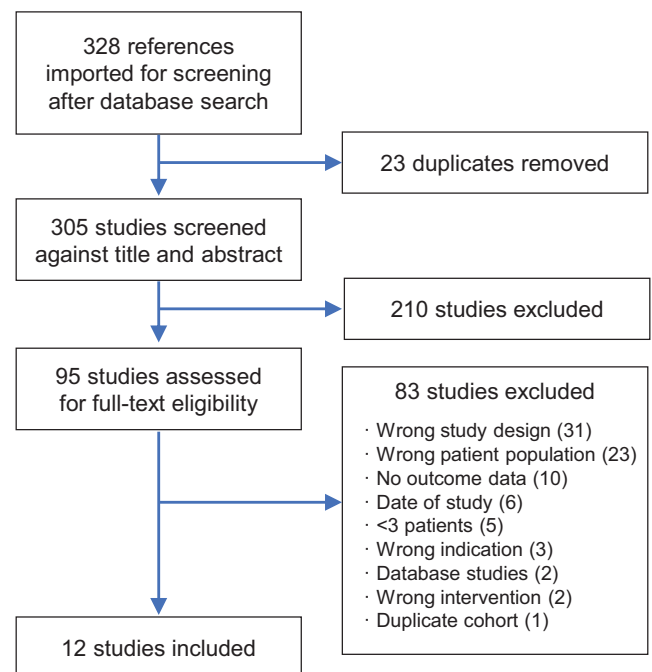 328 references
imported for screening
after database search
23 duplicates removed
305 studies screened
against title and abstract
210 studies excluded
95 studies assessed
for full-text eligibility
83 studies excluded
· Wrong study design (31)
· Wrong patient population (23)
· No outcome data (10)
· Date of study (6)
· <3 patients (5)
· Wrong indication (3)
· Database studies (2)
· Wrong intervention (2)
· Duplicate cohort (1)
12 studies included